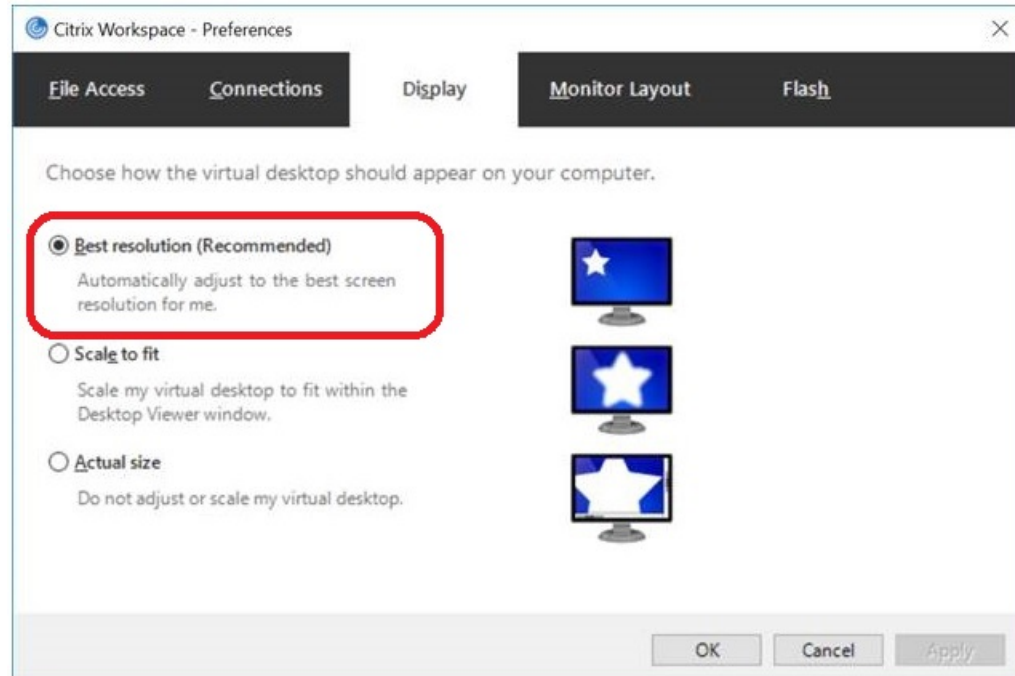 Citrix Workspace - Preferences
File Access Connections Display Monitor Layout Flash
Choose how the virtual desktop should appear on your computer.
Best resolution (Recommended)
Automatically adjust to the best screen
resolution for me.
Scale to fit
Scale my virtual desktop to fit within the
Desktop Viewer window.
Actual size
Do not adjust or scale my virtual desktop.
OK Cancel Apply